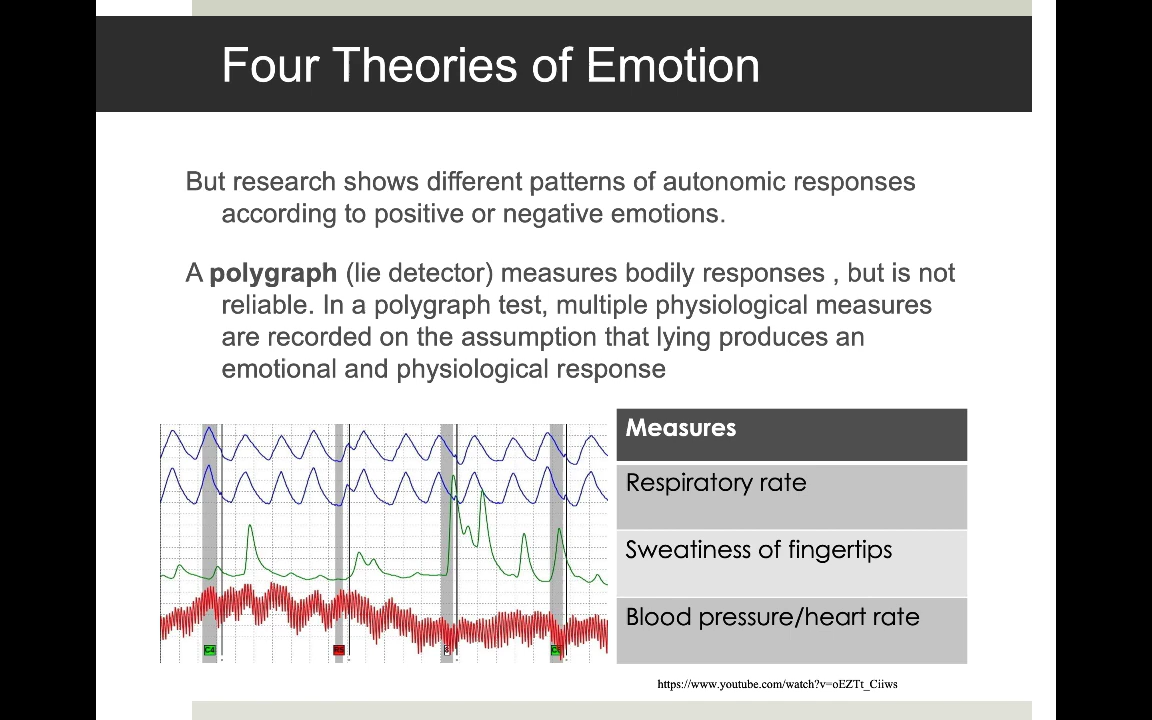 Four Theories of Emotion
But research shows different patterns of autonomic responses
according to positive or negative emotions.
A polygraph (lie detector) measures bodily responses , but is not
reliable. In a polygraph test, multiple physiological measures
are recorded on the assumption that lying produces an
emotional and physiological response
Measures
Respiratory rate
Sweatiness of fingertips
Blood pressure/heart rate
C4
R5
https://www.youtube.com/watch?v=oEZTt_Ciiws